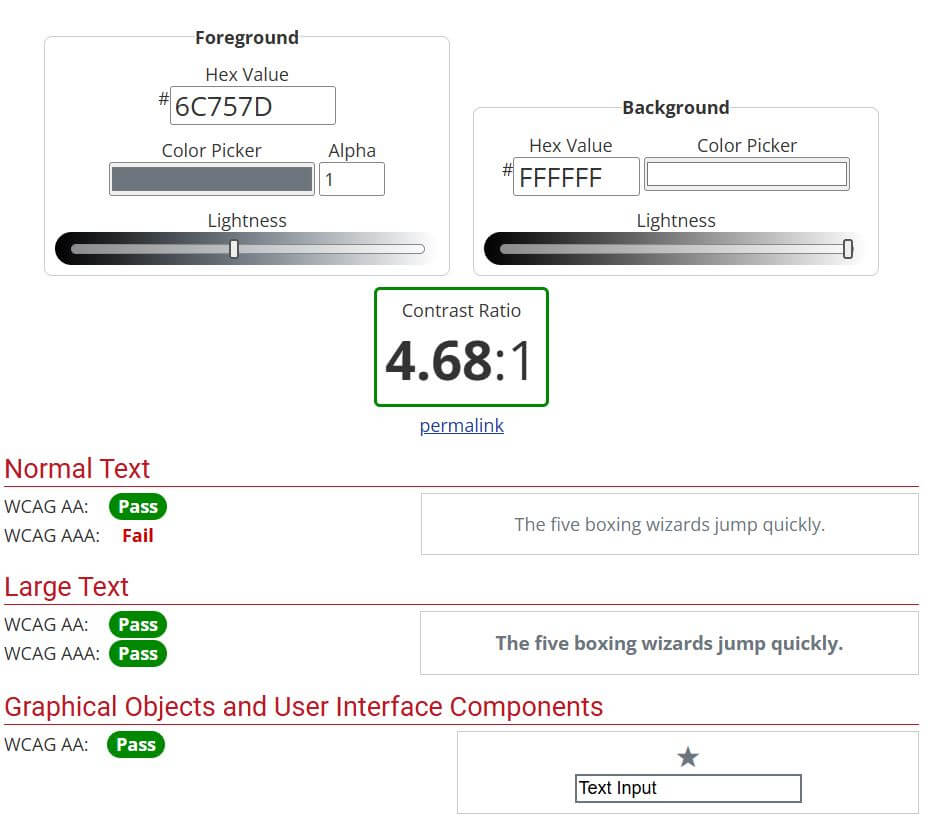 Foreground
Hex Value
#6C757D
Color Picker Alpha
1
Lightness
Background
Hex Value Color Picker
#FFFFFF
Lightness
Contrast Ratio
4.68:1
permalink
Normal Text
WCAG AA: Pass
WCAG AAA: Fail
The five boxing wizards jump quickly.
Large Text
WCAG AA: Pass
WCAG AAA: Pass
The five boxing wizards jump quickly.
Graphical Objects and User Interface Components
WCAG AA: Pass
Text Input